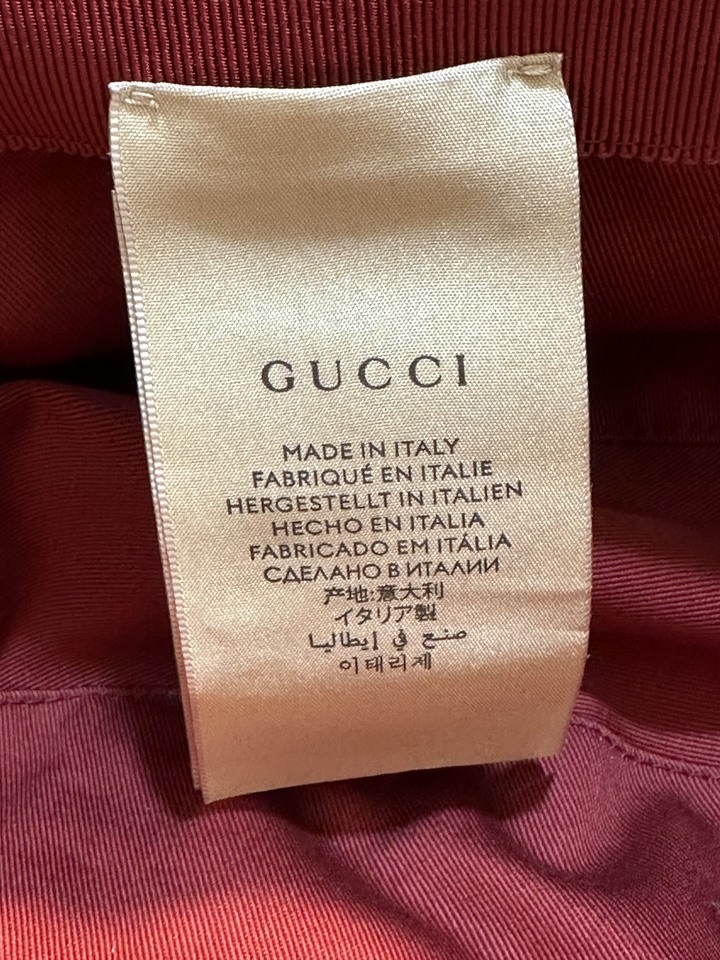 GUCCI
MADE IN ITALY
FABRIQUÉ EN ITALIE
HERGESTELLT IN ITALIEN
HECHO EN ITALIA
FABRICADO EM ITÁLIA
СДЕЛАНО В ИТАЛИИ
产地:意大利
イタリア製
صنع في إيطاليا
이태리제